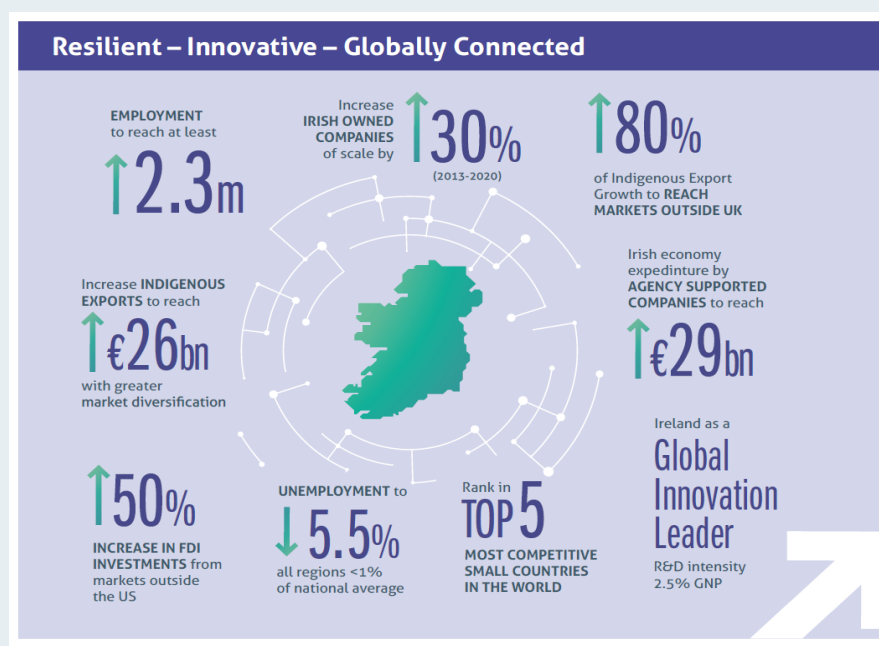 Resilient – Innovative – Globally Connected
EMPLOYMENT
to reach at least
2.3m
Increase
IRISH OWNED
COMPANIES
of scale by
30%
(2013-2020)
80%
of Indigenous Export
Growth to REACH
MARKETS OUTSIDE UK
Increase INDIGENOUS
EXPORTS to reach
€26bn
with greater
market diversification
Irish economy
expedinture by
AGENCY SUPPORTED
COMPANIES to reach
€29bn
50%
INCREASE IN FDI
INVESTMENTS from
markets outside
the US
UNEMPLOYMENT to
5.5%
all regions <1%
of national average
Rank in
TOP 5
MOST COMPETITIVE
SMALL COUNTRIES
IN THE WORLD
Ireland as a
Global
Innovation
Leader
R&D intensity
2.5% GNP